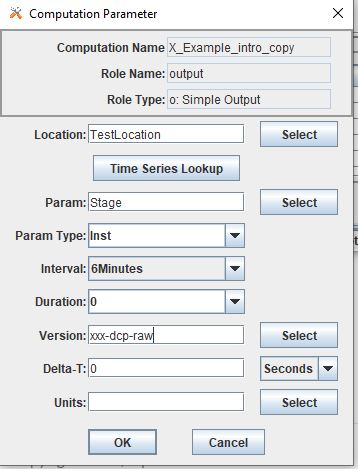 Computation Parameter
Computation Name X_Example_intro_copy
Role Name: output
Role Type: o: Simple Output
Location: TestLocation Select
Time Series Lookup
Param: Stage Select
Param Type: Inst
Interval: 6Minutes
Duration: 0
Version: xxx-dcp-raw Select
Delta-T: 0 Seconds
Units: Select
OK Cancel